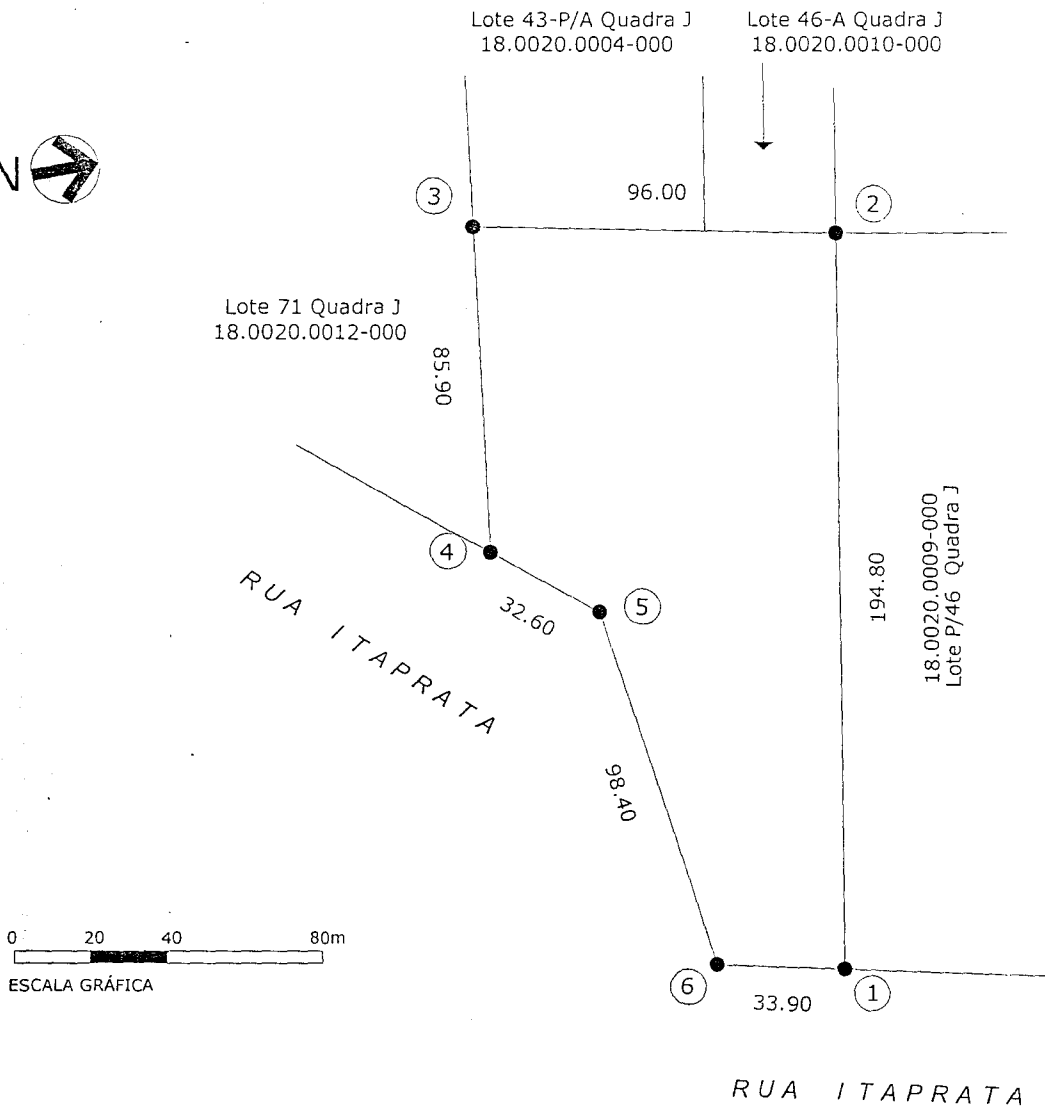 Lote 43-P/A Quadra J
18.0020.0004-000
Lote 46-A Quadra J
18.0020.0010-000
N
3
96.00
2
Lote 71 Quadra J
18.0020.0012-000
85.90
18.0020.0009-000
Lote P/46 Quadra J
194.80
4
5
32.60
RUA ITAPRATA
98.40
0 20 40 80m
ESCALA GRÁFICA
6
33.90
1
RUA ITAPRATA